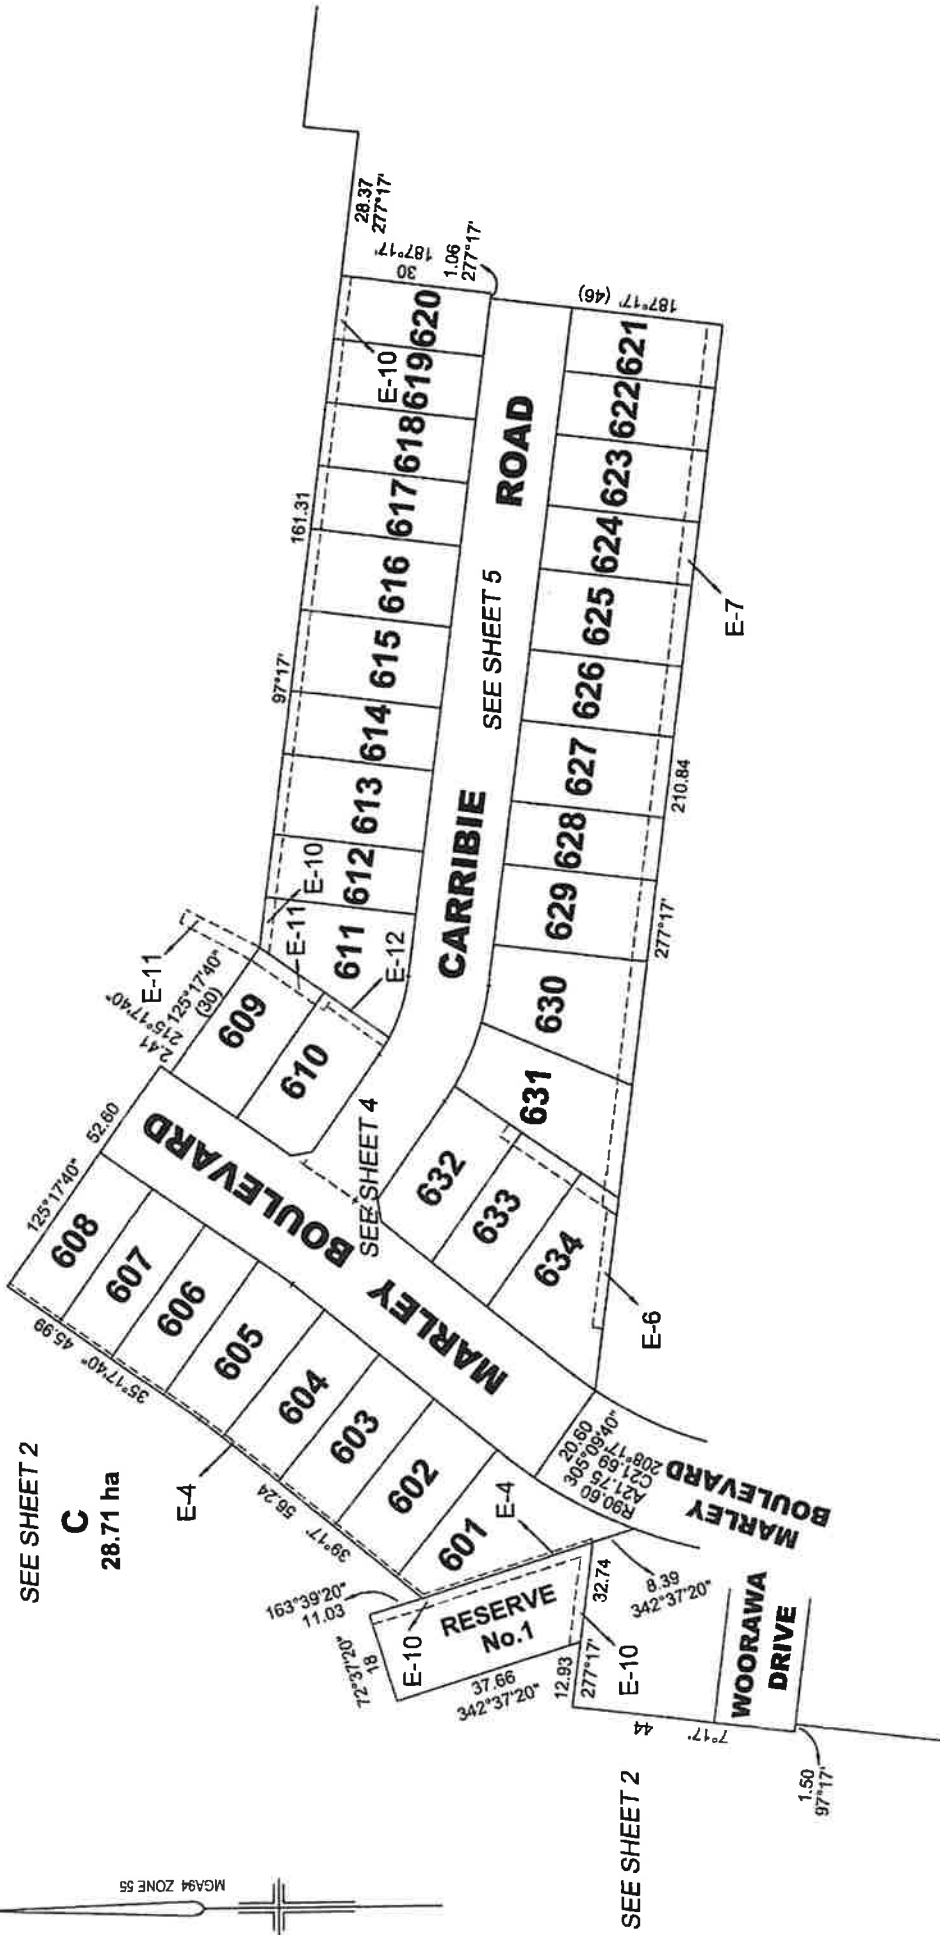 28.37
277°17'
187°17'
30
1.06
277°17'
187°17' (46)
620
E-10
619
618
617
616
615
614
613
612
611
161.31
97°17'
E-10
E-11
E-12
E-11
621
622
623
624
625
626
627
628
629
630
631
632
633
634
E-7
210.84
277°17'
E-6
CARRIBIE
ROAD
SEE SHEET 5
215°17'40"
2.41
125°17'40"
(30)
609
610
SEE SHEET 4
MARLEY BOULEVARD
52.60
125°17'40"
608
607
606
605
604
603
602
601
45.99
35°17'40"
E-4
56.24
39°17'
E-4
SEE SHEET 2
C
28.71 ha
163°39'20"
11.03
72°37'20"
18
E-10
RESERVE
No.1
37.66
342°37'20"
12.93
277°17'
32.74
E-10
8.39
342°37'20"
20.60
305°09'40"
R90.60
A21.75
C21.69
208°17'
MARLEY
BOULEVARD
WOORAWA
DRIVE
44
7°17'
1.50
97°17'
SEE SHEET 2
MGA94 ZONE 55